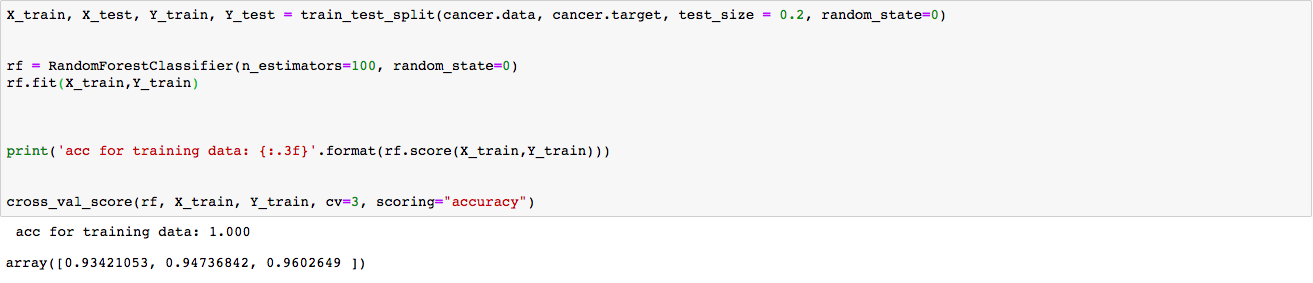 X_train, X_test, Y_train, Y_test = train_test_split(cancer.data, cancer.target, test_size = 0.2, random_state=0)
rf = RandomForestClassifier(n_estimators=100, random_state=0)
rf.fit(X_train,Y_train)
print('acc for training data: {:.3f}'.format(rf.score(X_train,Y_train)))
cross_val_score(rf, X_train, Y_train, cv=3, scoring="accuracy")
acc for training data: 1.000
array([0.93421053, 0.94736842, 0.9602649 ])